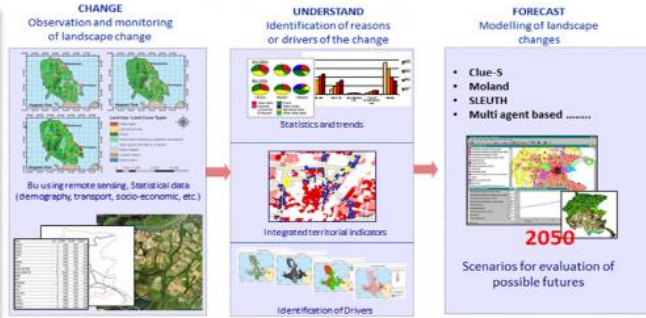 CHANGE
Observation and monitoring
of landscape change
Bu using remote sensing, Statistical data
(demography, transport, socio-economic, etc.)
UNDERSTAND
Identification of reasons
or drivers of the change
Statistics and trends
Integrated territorial indicators
Identification of Drivers
FORECAST
Modelling of landscape
changes
• Clue-S
• Moland
• SLEUTH
• Multi agent based ........
2050
Scenarios for evaluation of
possible futures